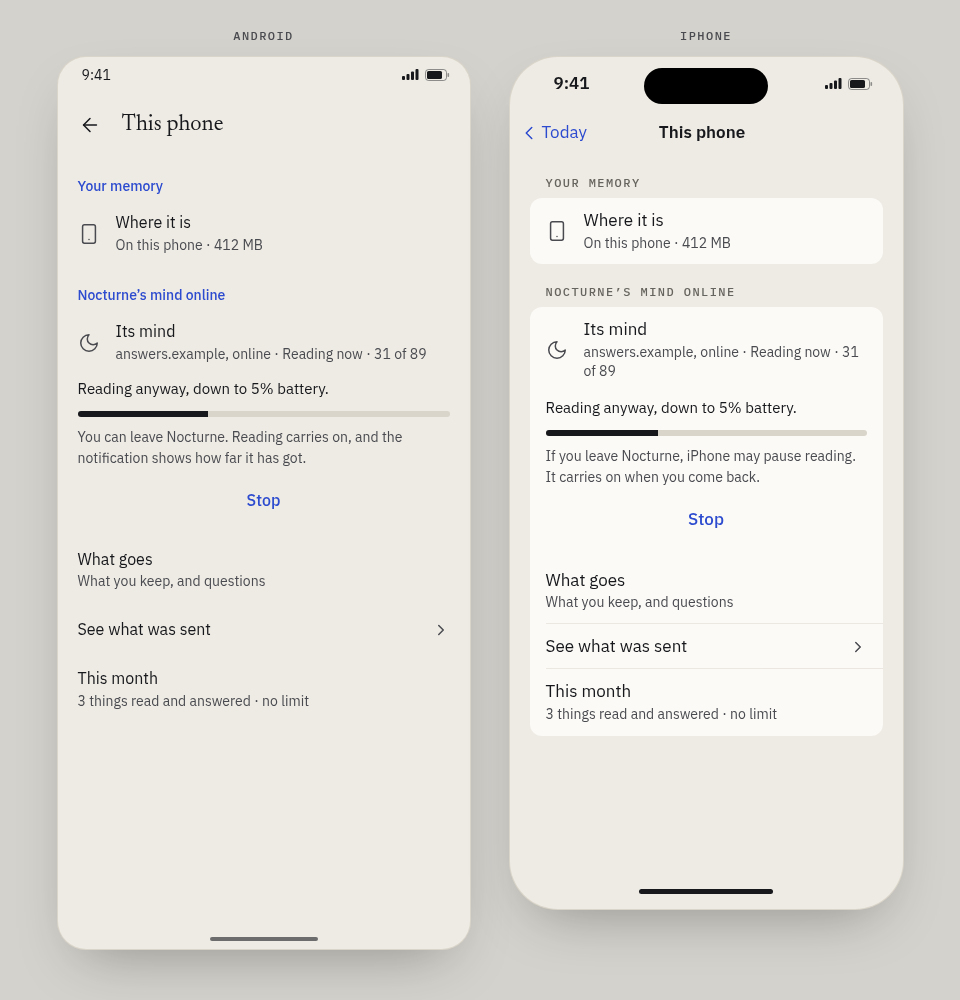 ANDROID
9:41
This phone
Your memory
Where it is
On this phone · 412 MB
Nocturne’s mind online
Its mind
answers.example, online · Reading now · 31 of 89
Reading anyway, down to 5% battery.
You can leave Nocturne. Reading carries on, and the
notification shows how far it has got.
Stop
What goes
What you keep, and questions
See what was sent
This month
3 things read and answered · no limit
IPHONE
9:41
Today
This phone
YOUR MEMORY
Where it is
On this phone · 412 MB
NOCTURNE’S MIND ONLINE
Its mind
answers.example, online · Reading now · 31
of 89
Reading anyway, down to 5% battery.
If you leave Nocturne, iPhone may pause reading.
It carries on when you come back.
Stop
What goes
What you keep, and questions
See what was sent
This month
3 things read and answered · no limit